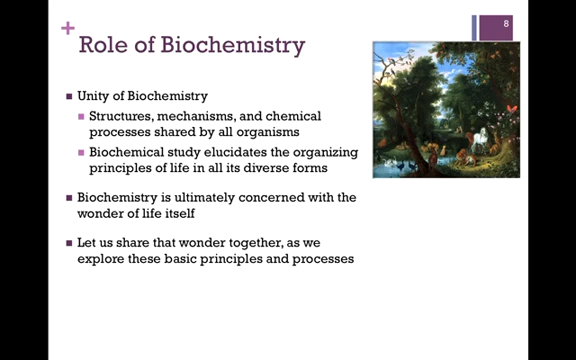 8
+
Role of Biochemistry
■ Unity of Biochemistry
■ Structures, mechanisms, and chemical
processes shared by all organisms
■ Biochemical study elucidates the organizing
principles of life in all its diverse forms
■ Biochemistry is ultimately concerned with the
wonder of life itself
■ Let us share that wonder together, as we
explore these basic principles and processes